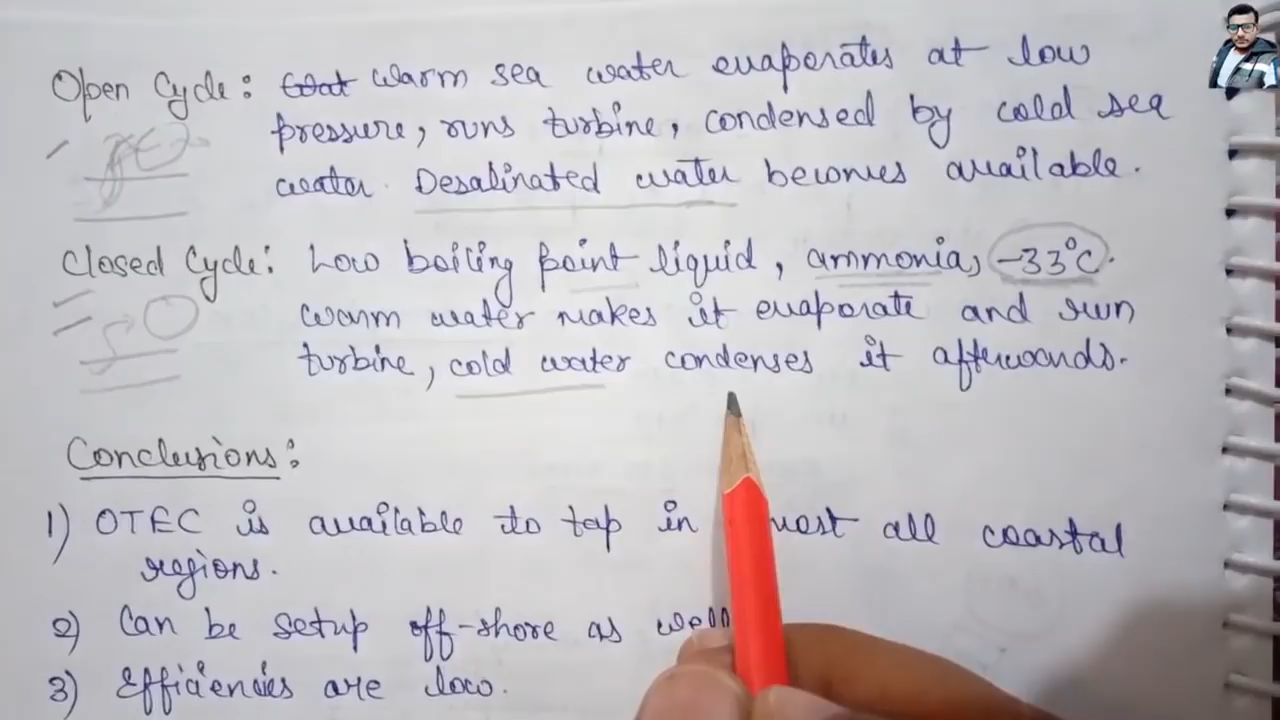 Open Cycle: warm sea water evaporates at low
pressure, runs turbine, condensed by cold sea
water. Desalinated water becomes available.
Closed Cycle: Low boiling point liquid, ammonia, -33°C.
warm water makes it evaporate and run
turbine, cold water condenses it afterwards.
Conclusions:
1) OTEC is available to tap in most all coastal
regions.
2) Can be setup off-shore as well
3) Efficiencies are low.